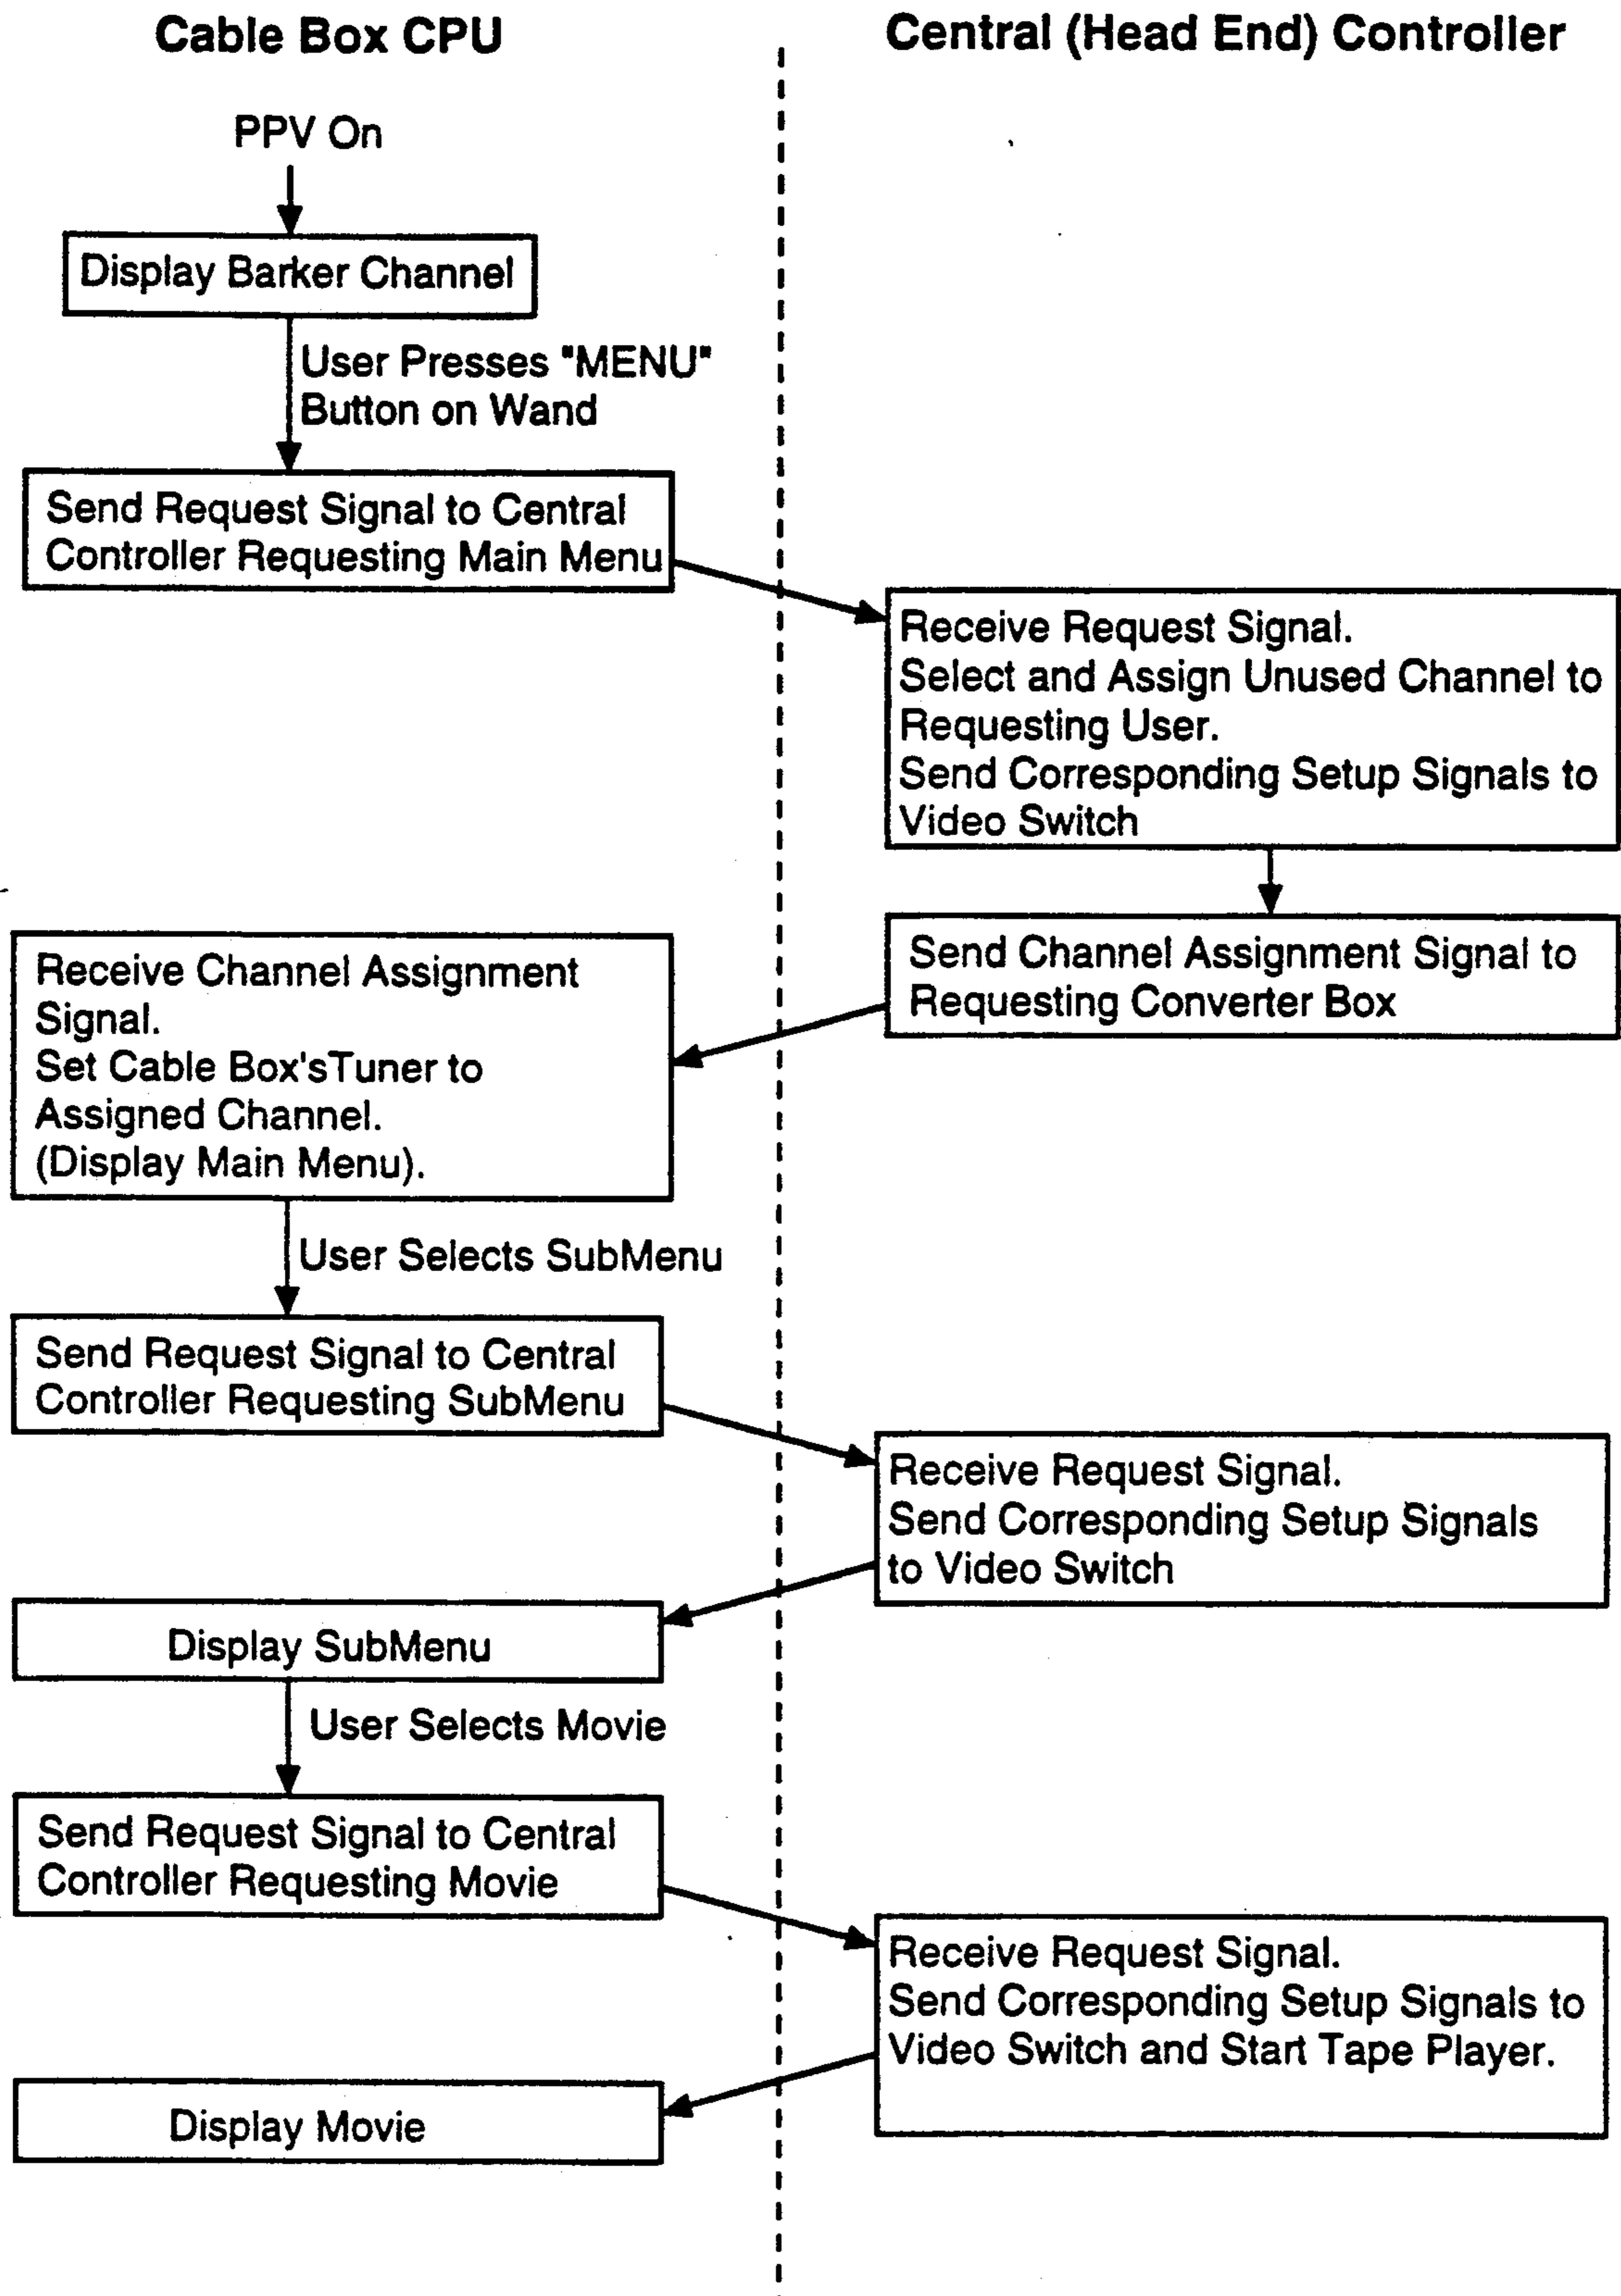 Cable Box CPU
Central (Head End) Controller
PPV On
Display Barker Channel
User Presses "MENU"
Button on Wand
Send Request Signal to Central
Controller Requesting Main Menu
Receive Request Signal.
Select and Assign Unused Channel to
Requesting User.
Send Corresponding Setup Signals to
Video Switch
Send Channel Assignment Signal to
Requesting Converter Box
Receive Channel Assignment
Signal.
Set Cable Box'sTuner to
Assigned Channel.
(Display Main Menu).
User Selects SubMenu
Send Request Signal to Central
Controller Requesting SubMenu
Receive Request Signal.
Send Corresponding Setup Signals
to Video Switch
Display SubMenu
User Selects Movie
Send Request Signal to Central
Controller Requesting Movie
Receive Request Signal.
Send Corresponding Setup Signals to
Video Switch and Start Tape Player.
Display Movie